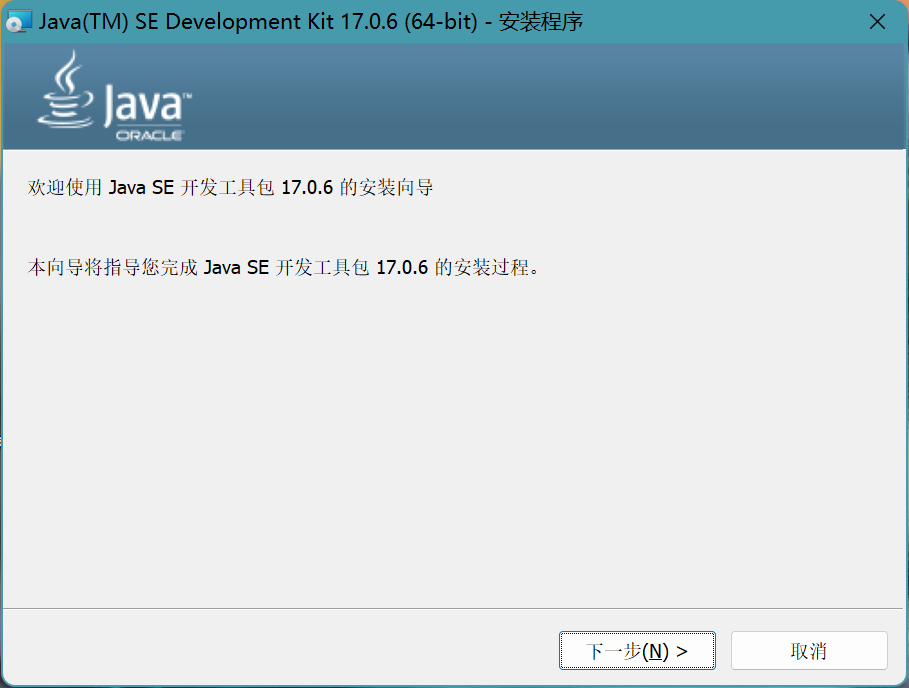 Java(TM) SE Development Kit 17.0.6 (64-bit) - 安装程序
Java™
ORACLE
欢迎使用 Java SE 开发工具包 17.0.6 的安装向导
本向导将指导您完成 Java SE 开发工具包 17.0.6 的安装过程。
下一步(N) >
取消